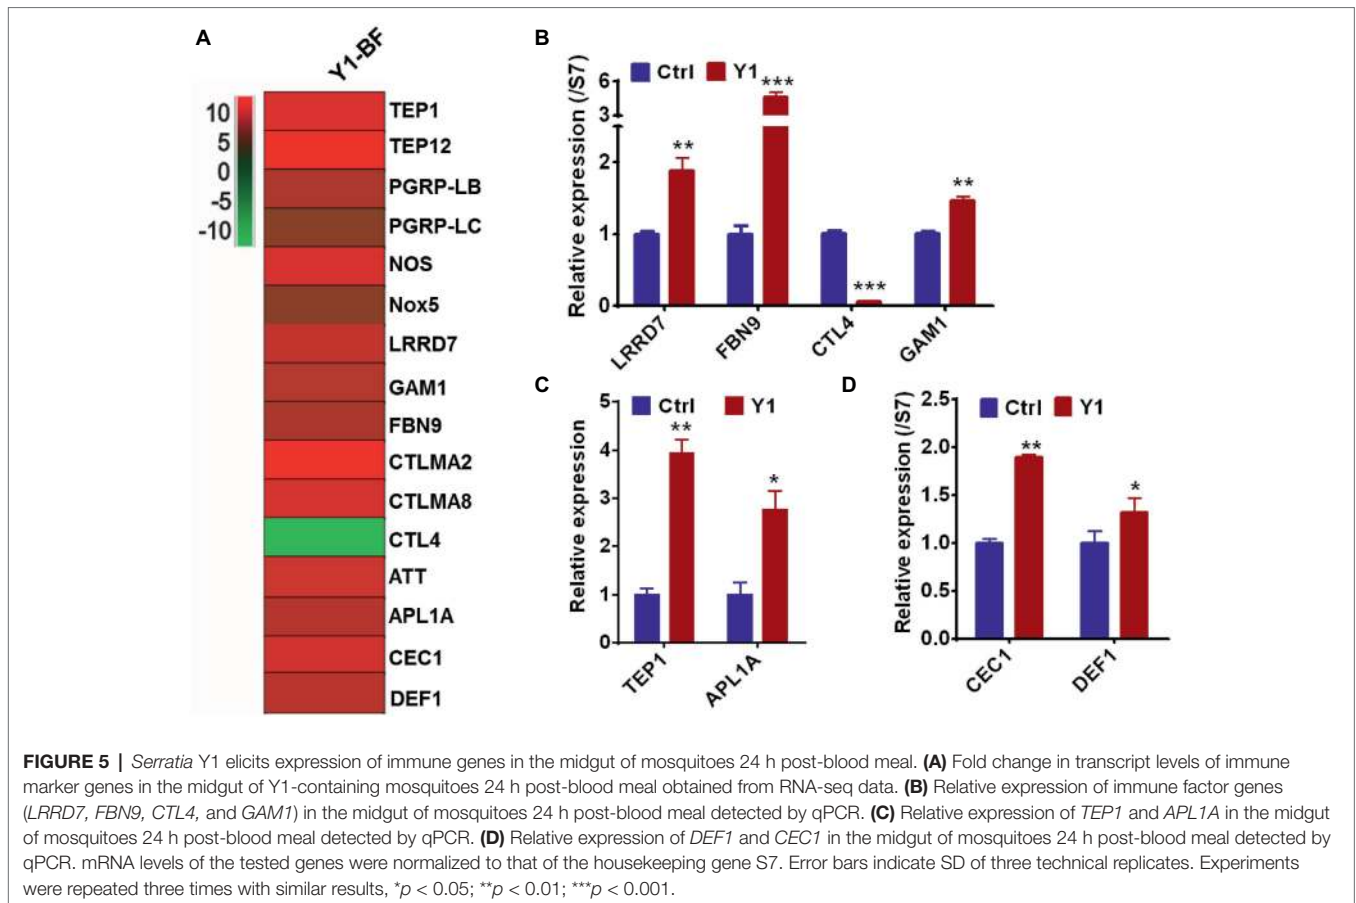 A
Y1-BF
10
5
0
-5
-10
TEP1
TEP12
PGRP-LB
PGRP-LC
NOS
Nox5
LRRD7
GAM1
FBN9
CTLMA2
CTLMA8
CTL4
ATT
APL1A
CEC1
DEF1
B
Relative expression (/S7)
Ctrl Y1
6
3
2
1
0
** *** *** **
LRRD7 FBN9 CTL4 GAM1
C
Relative expression
Ctrl Y1
5
4
3
2
1
0
** *
TEP1 APL1A
D
Relative expression (/S7)
Ctrl Y1
2.5
2.0
1.5
1.0
0.5
0.0
** *
CEC1 DEF1
FIGURE 5 | Serratia Y1 elicits expression of immune genes in the midgut of mosquitoes 24 h post-blood meal. (A) Fold change in transcript levels of immune
marker genes in the midgut of Y1-containing mosquitoes 24 h post-blood meal obtained from RNA-seq data. (B) Relative expression of immune factor genes
(LRRD7, FBN9, CTL4, and GAM1) in the midgut of mosquitoes 24 h post-blood meal detected by qPCR. (C) Relative expression of TEP1 and APL1A in the midgut
of mosquitoes 24 h post-blood meal detected by qPCR. (D) Relative expression of DEF1 and CEC1 in the midgut of mosquitoes 24 h post-blood meal detected by
qPCR. mRNA levels of the tested genes were normalized to that of the housekeeping gene S7. Error bars indicate SD of three technical replicates. Experiments
were repeated three times with similar results, *p < 0.05; **p < 0.01; ***p < 0.001.